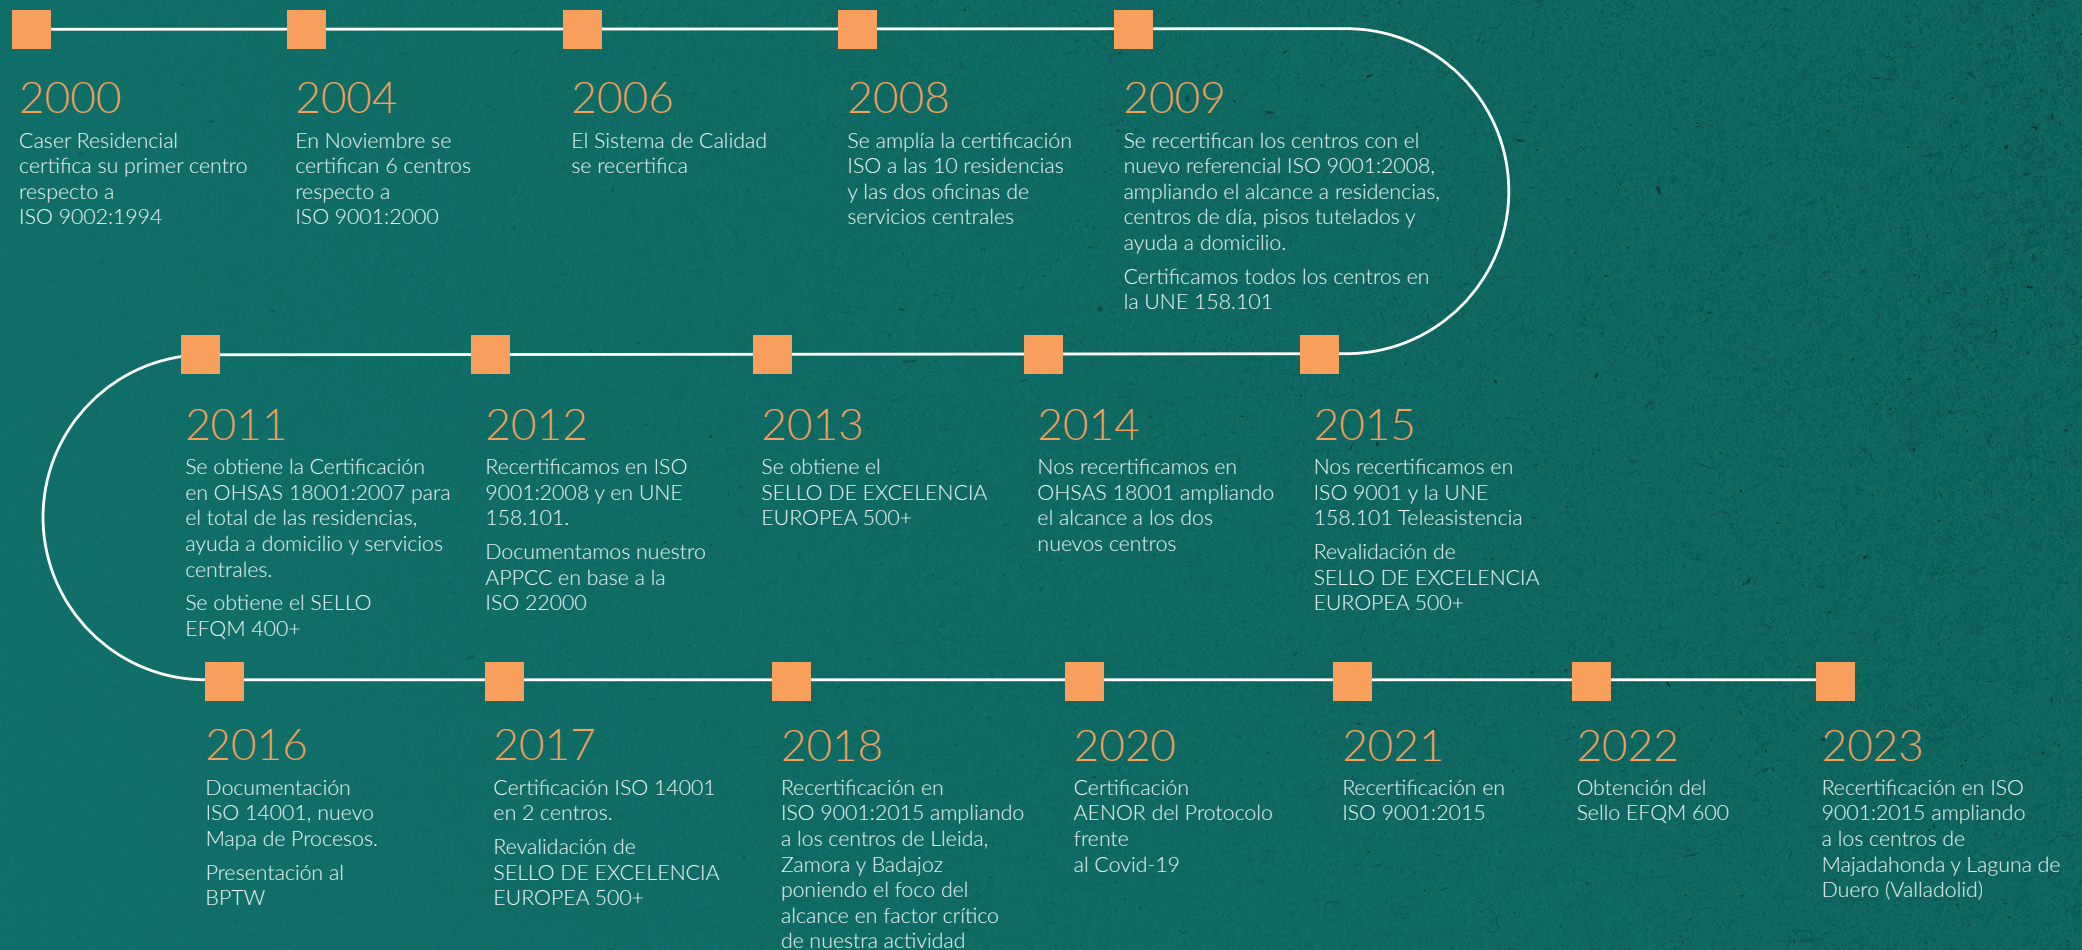 2000
Caser Residencial
certifica su primer centro
respecto a
ISO 9002:1994
2004
En Noviembre se
certifican 6 centros
respecto a
ISO 9001:2000
2006
El Sistema de Calidad
se recertifica
2008
Se amplía la certificación
ISO a las 10 residencias
y las dos oficinas de
servicios centrales
2009
Se recertifican los centros con el
nuevo referencial ISO 9001:2008,
ampliando el alcance a residencias,
centros de día, pisos tutelados y
ayuda a domicilio.
Certificamos todos los centros en
la UNE 158.101
2011
Se obtiene la Certificación
en OHSAS 18001:2007 para
el total de las residencias,
ayuda a domicilio y servicios
centrales.
Se obtiene el SELLO
EFQM 400+
2012
Recertificamos en ISO
9001:2008 y en UNE
158.101.
Documentamos nuestro
APPCC en base a la
ISO 22000
2013
Se obtiene el
SELLO DE EXCELENCIA
EUROPEA 500+
2014
Nos recertificamos en
OHSAS 18001 ampliando
el alcance a los dos
nuevos centros
2015
Nos recertificamos en
ISO 9001 y la UNE
158.101 Teleasistencia
Revalidación de
SELLO DE EXCELENCIA
EUROPEA 500+
2016
Documentación
ISO 14001, nuevo
Mapa de Procesos.
Presentación al
BPTW
2017
Certificación ISO 14001
en 2 centros.
Revalidación de
SELLO DE EXCELENCIA
EUROPEA 500+
2018
Recertificación en
ISO 9001:2015 ampliando
a los centros de Lleida,
Zamora y Badajoz
poniendo el foco del
alcance en factor crítico
de nuestra actividad
2020
Certificación
AENOR del Protocolo
frente
al Covid-19
2021
Recertificación en
ISO 9001:2015
2022
Obtención del
Sello EFQM 600
2023
Recertificación en ISO
9001:2015 ampliando
a los centros de
Majadahonda y Laguna de
Duero (Valladolid)